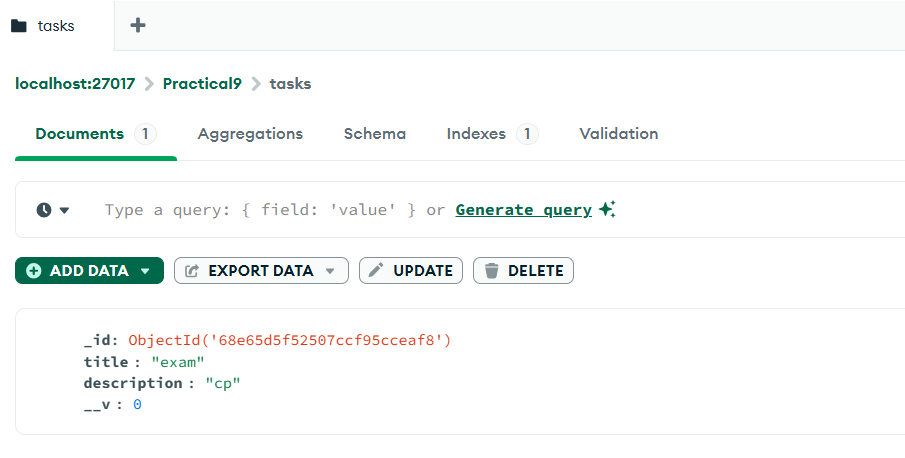 tasks
localhost:27017 Practical9 tasks
Documents 1 Aggregations Schema Indexes 1 Validation
Type a query: { field: 'value' } or Generate query
ADD DATA EXPORT DATA UPDATE DELETE
_id: ObjectId('68e65d5f52507ccf95cceaf8')
title : "exam"
description : "cp"
__v : 0